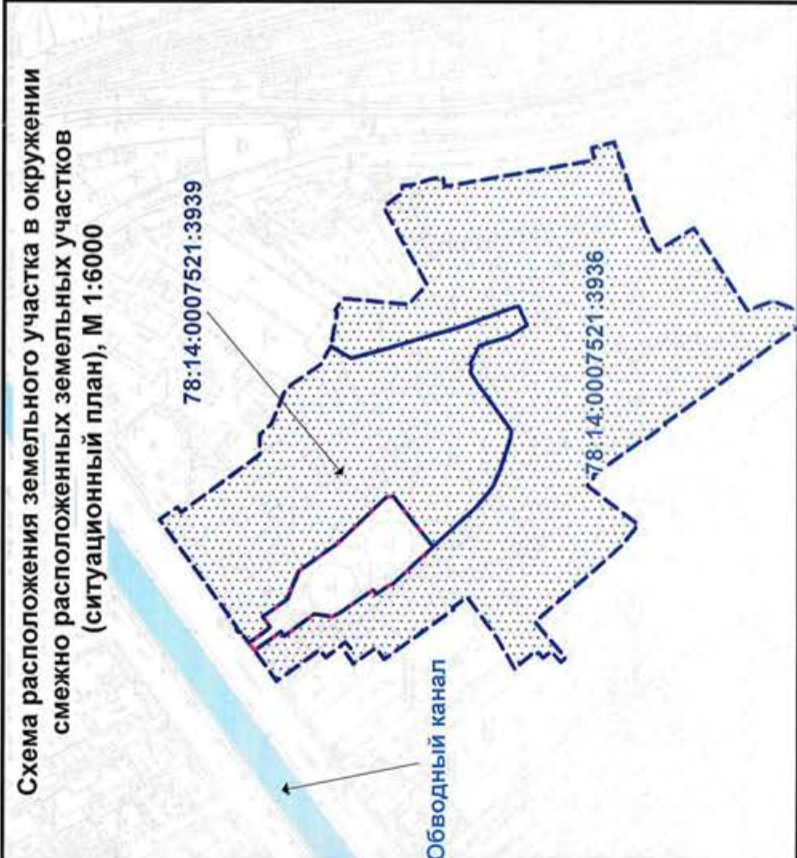 Схема расположения земельного участка в окружении
смежно расположенных земельных участков
(ситуационный план), М 1:6000
78:14:0007521:3939
78:14:0007521:3936
Обводный канал